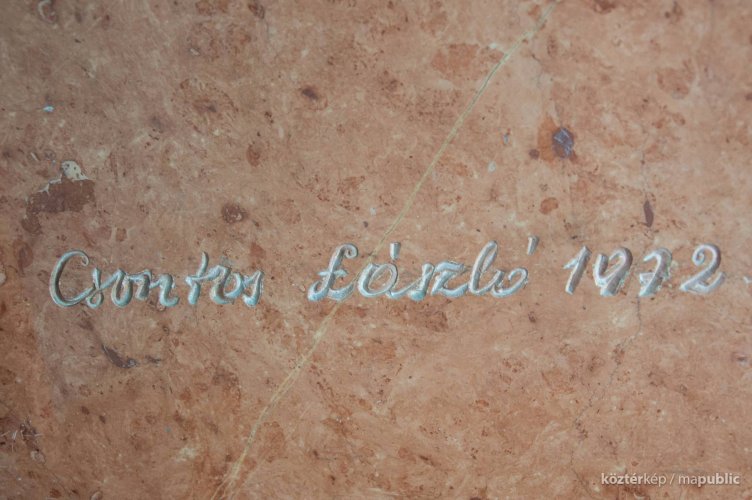 Csontos László 1972
köztérkép / mapublic